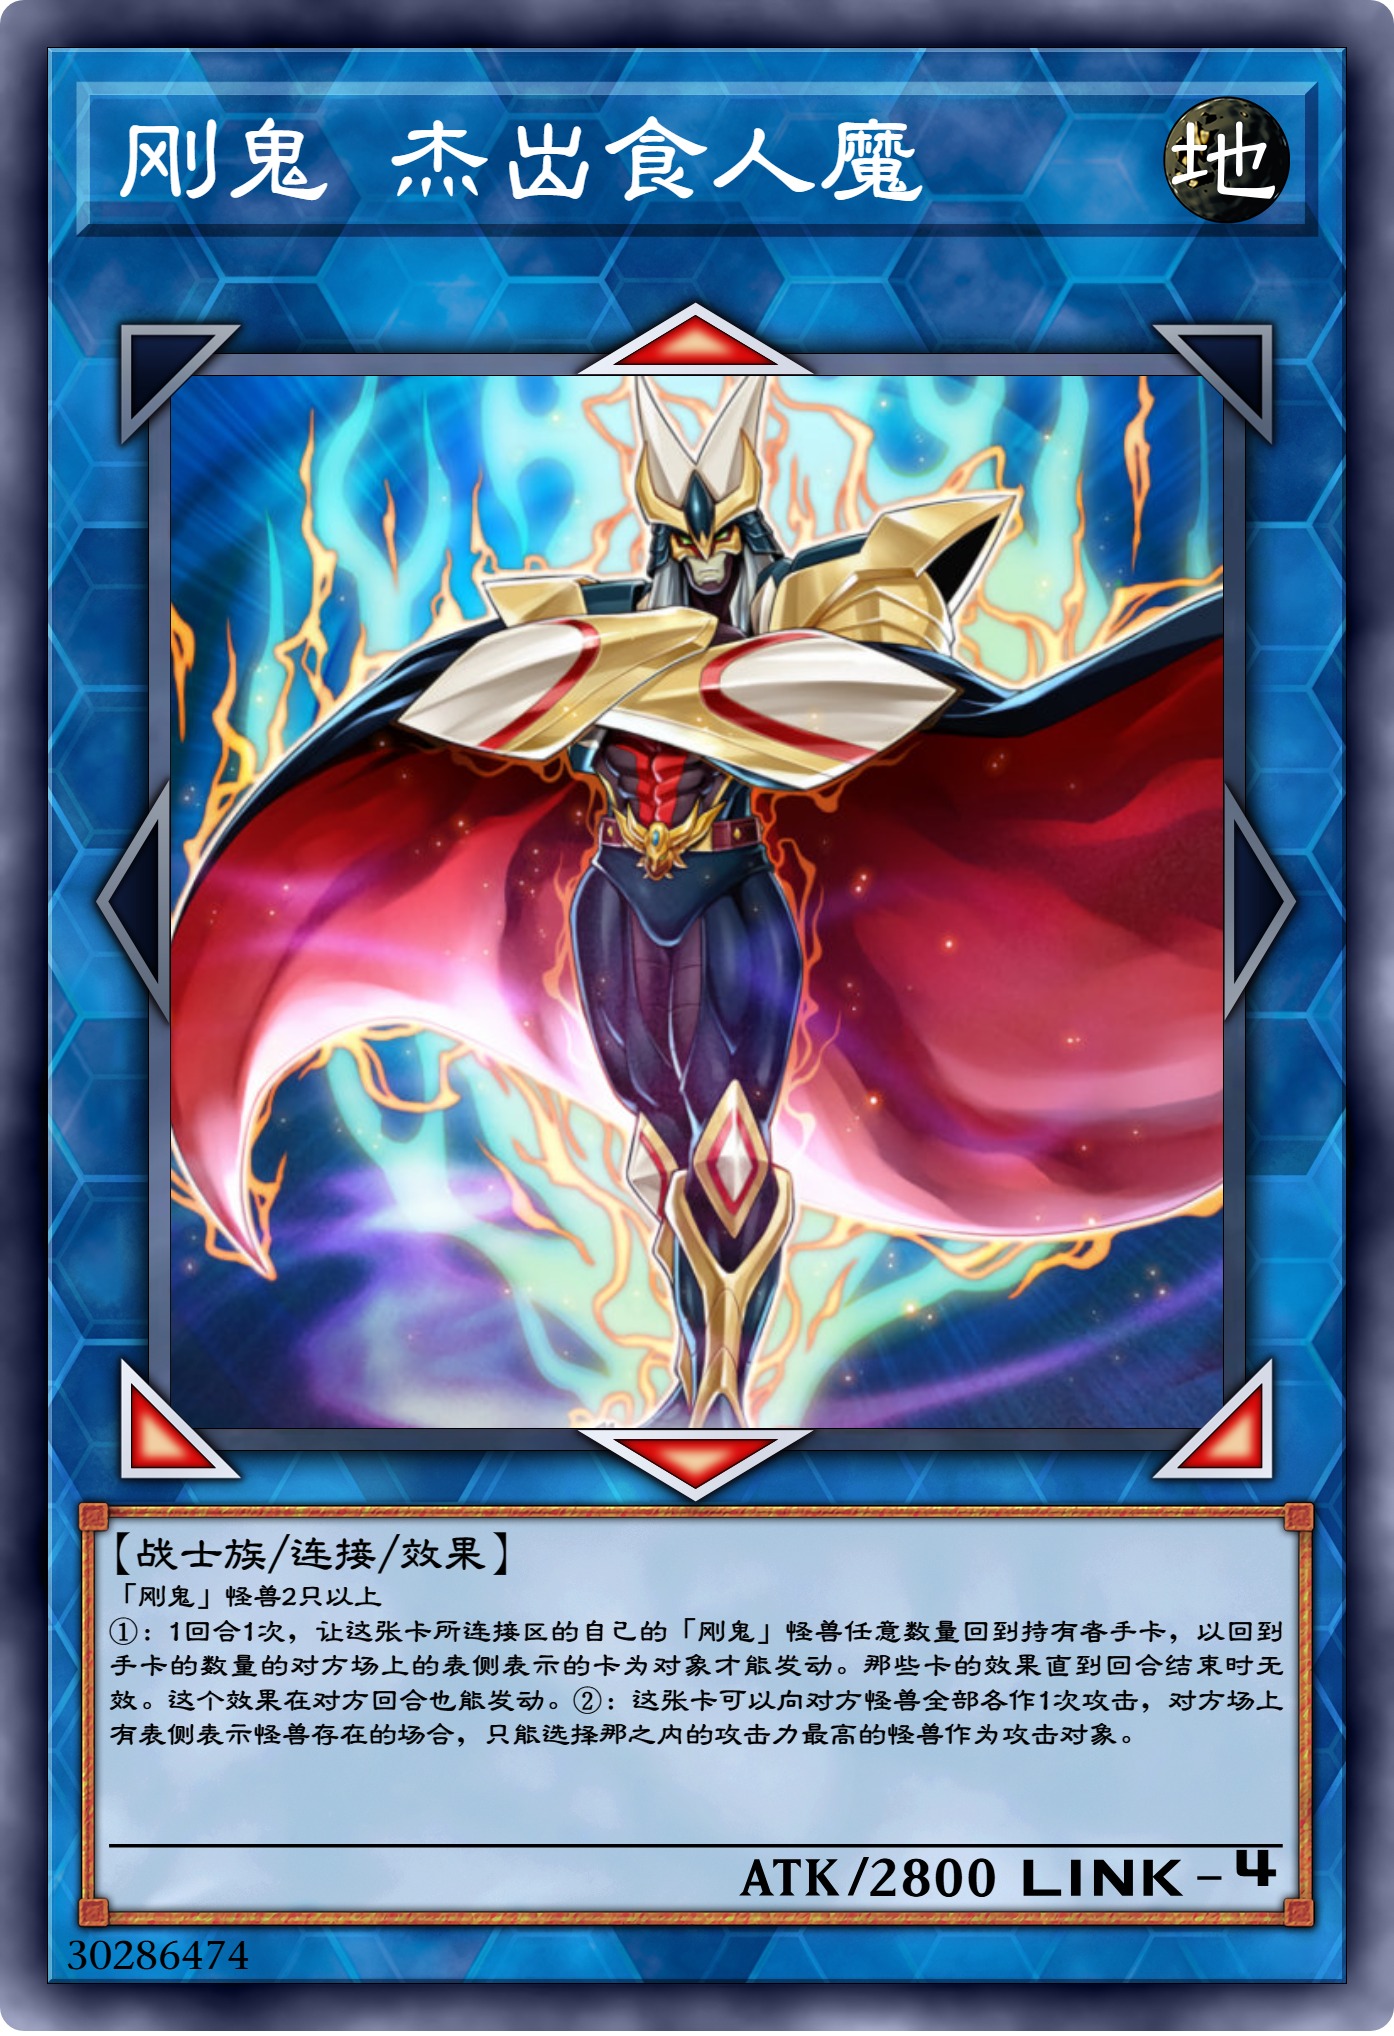 刚鬼 杰出食人魔
地
【战士族/连接/效果】
「刚鬼」怪兽2只以上
①：1回合1次，让这张卡所连接区的自己的「刚鬼」怪兽任意数量回到持有者手卡，以回到
手卡的数量的对方场上的表侧表示的卡为对象才能发动。那些卡的效果直到回合结束时无
效。这个效果在对方回合也能发动。②：这张卡可以向对方怪兽全部各作1次攻击，对方场上
有表侧表示怪兽存在的场合，只能选择那之内的攻击力最高的怪兽作为攻击对象。
ATK/2800 LINK-4
30286474